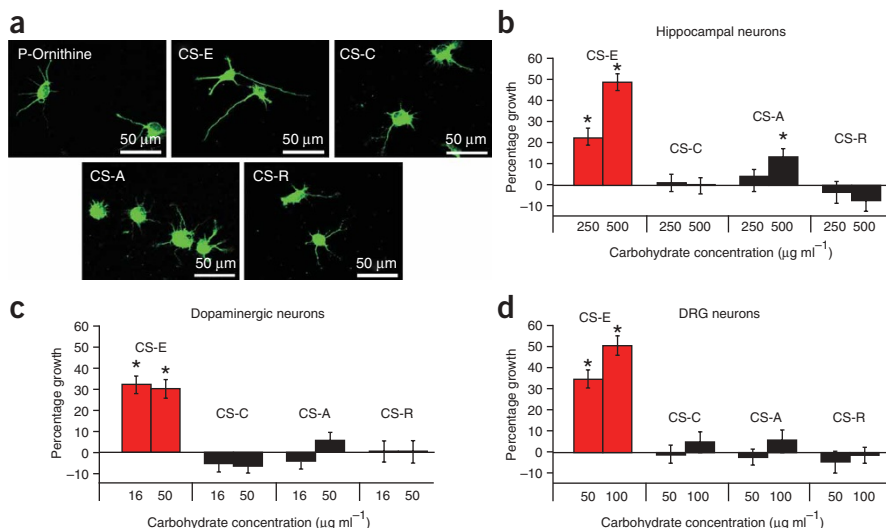 a
P-Ornithine
50 μm
CS-E
50 μm
CS-C
50 μm
CS-A
50 μm
CS-R
50 μm
b
Hippocampal neurons
Percentage growth
60
50
40
30
20
10
0
–10
CS-E
*
*
CS-C
CS-A
*
CS-R
250 500 250 500 250 500 250 500
Carbohydrate concentration (μg ml–1)
c
Dopaminergic neurons
Percentage growth
60
50
40
30
20
10
0
–10
CS-E
*
*
CS-C
CS-A
CS-R
16 50 16 50 16 50 16 50
Carbohydrate concentration (μg ml–1)
d
DRG neurons
Percentage growth
60
50
40
30
20
10
0
–10
CS-E
*
*
CS-C
CS-A
CS-R
50 100 50 100 50 100 50 100
Carbohydrate concentration (μg ml–1)